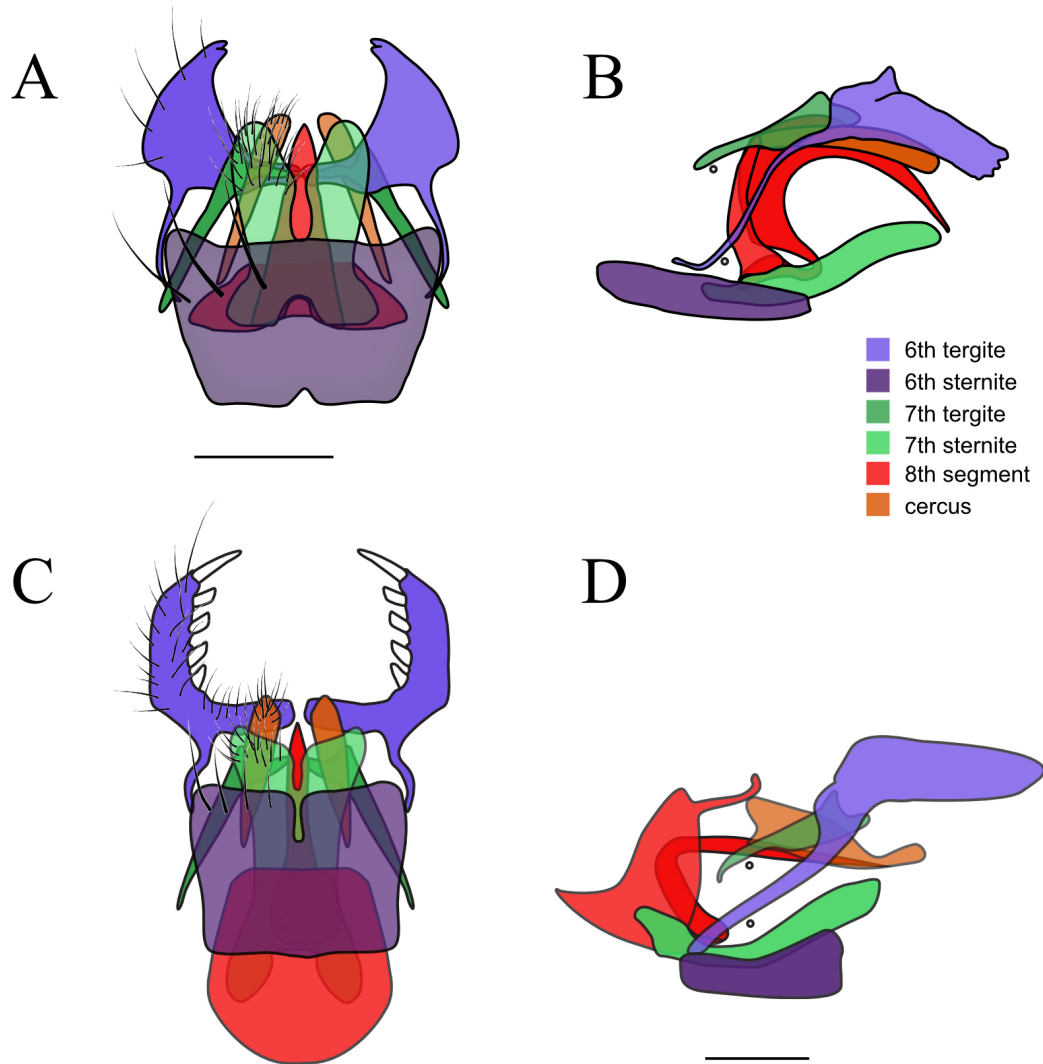 A
B
6th tergite
6th sternite
7th tergite
7th sternite
8th segment
cercus
C
D